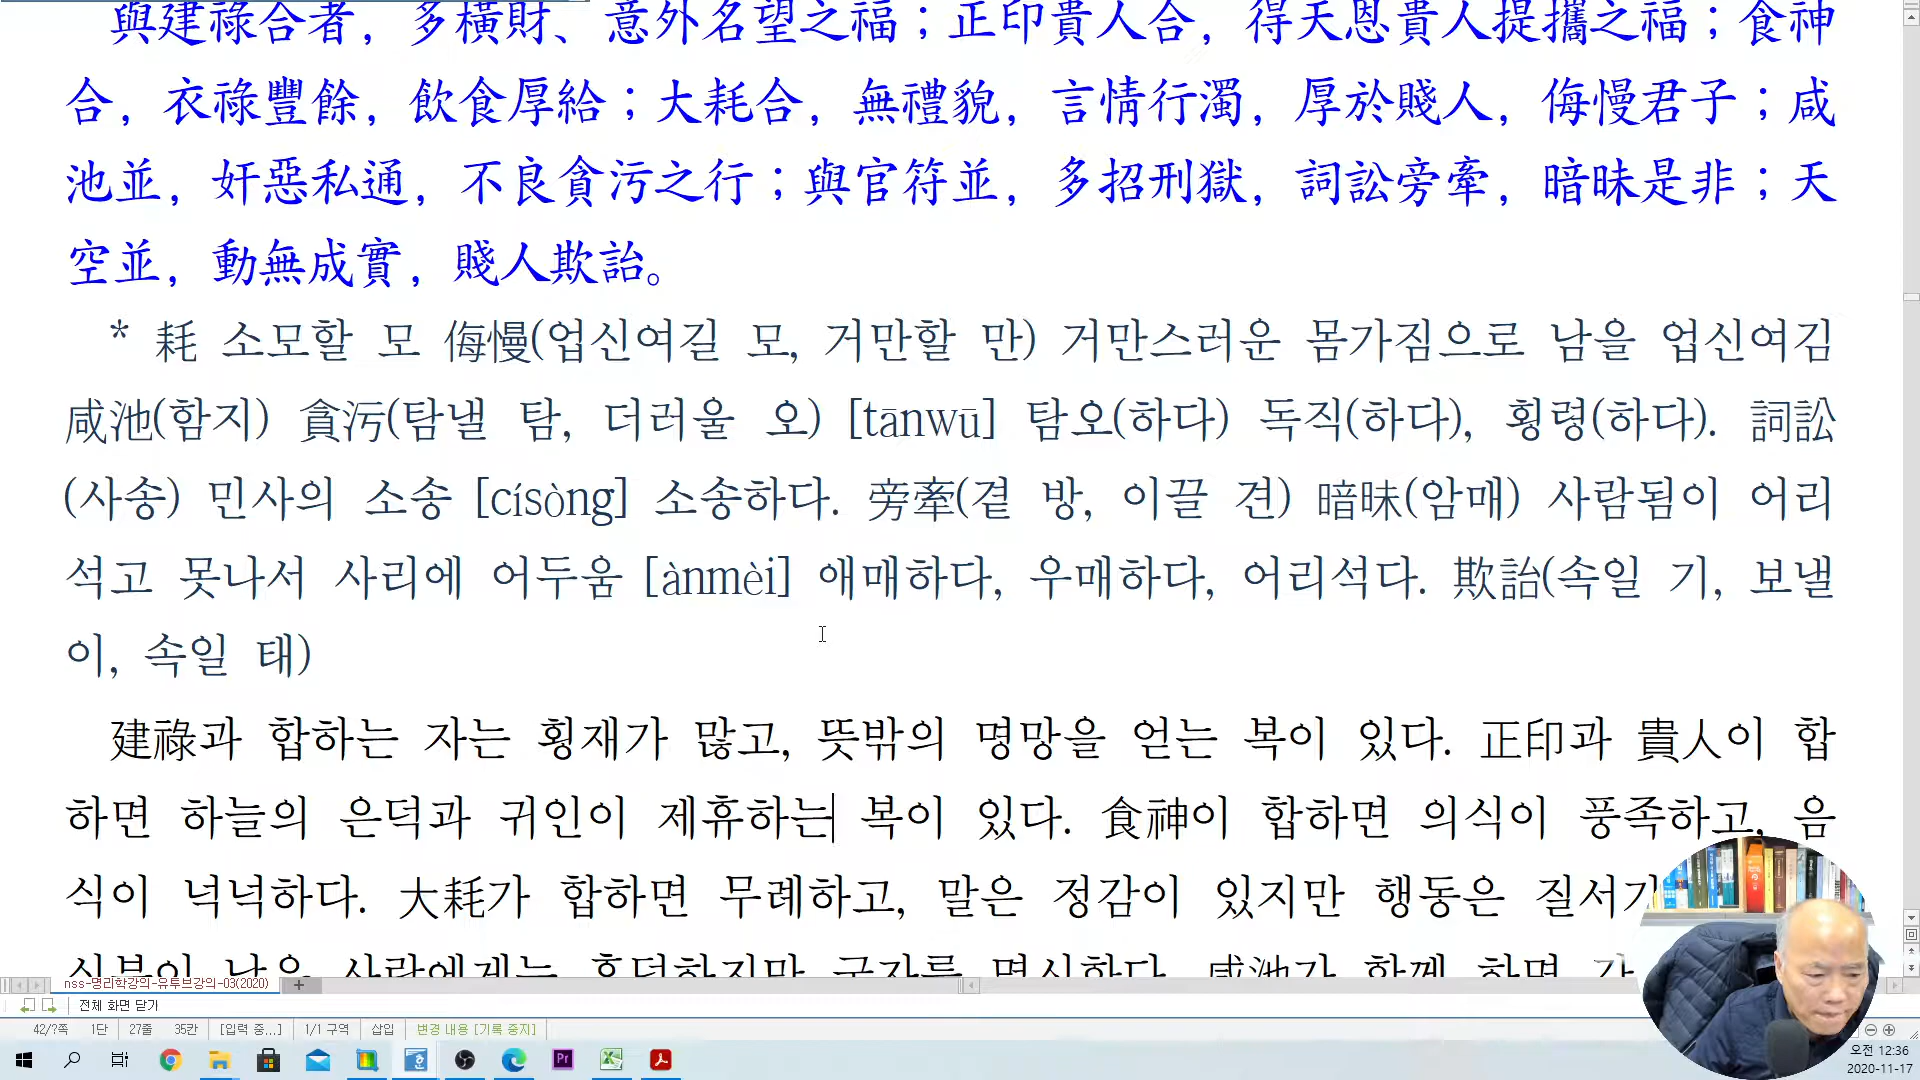 與建祿合者，多橫財、意外名望之福；正印貴人合，得天恩貴人提攜之福；食神
合，衣祿豐餘，飮食厚給；大耗合，無禮貌，言情行濁，厚於賤人，侮慢君子；咸
池並，奸惡私通，不良貪污之行；與官符並，多招刑獄，詞訟旁牽，暗昧是非；天
空並，動無成實，賤人欺詒。
* 耗 소모할 모 侮慢(업신여길 모, 거만할 만) 거만스러운 몸가짐으로 남을 업신여김
咸池(함지) 貪污(탐낼 탐, 더러울 오) [tānwū] 탐오(하다) 독직(하다), 횡령(하다). 詞訟
(사송) 민사의 소송 [císòng] 소송하다. 旁牽(곁 방, 이끌 견) 暗昧(암매) 사람됨이 어리
석고 못나서 사리에 어두움 [ànmèi] 애매하다, 우매하다, 어리석다. 欺詒(속일 기, 보낼
이, 속일 태)
建祿과 합하는 자는 횡재가 많고, 뜻밖의 명망을 얻는 복이 있다. 正印과 貴人이 합
하면 하늘의 은덕과 귀인이 제휴하는 복이 있다. 食神이 합하면 의식이 풍족하고, 음
식이 넉넉하다. 大耗가 합하면 무례하고, 말은 정감이 있지만 행동은 질서가
nss-명리학강의-유투브강의-03(2020)
전체 화면 닫기
42/?쪽 1단 27줄 35칸 [입력 중...] 1/1 구역 삽입 변경 내용 [기록 중지]
오전 12:36
2020-11-17